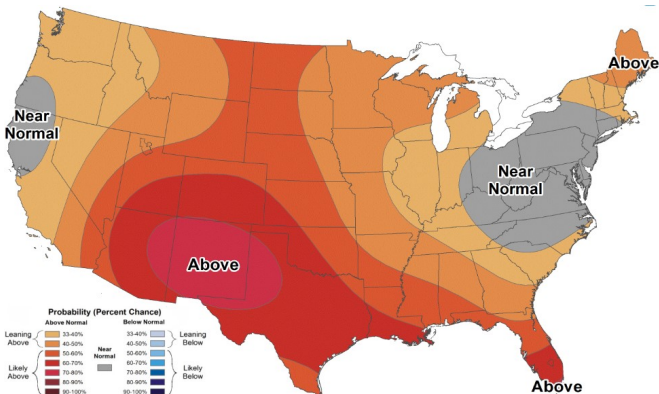 Above
Near
Normal
Near
Normal
Above
Above
Probability (Percent Chance)
Above Normal
Below Normal
Leaning
Above
33-40%
40-50%
Likely
Above
50-60%
60-70%
70-80%
80-90%
90-100%
Near
Normal
33-40%
40-50%
Leaning
Below
50-60%
60-70%
70-80%
80-90%
90-100%
Likely
Below